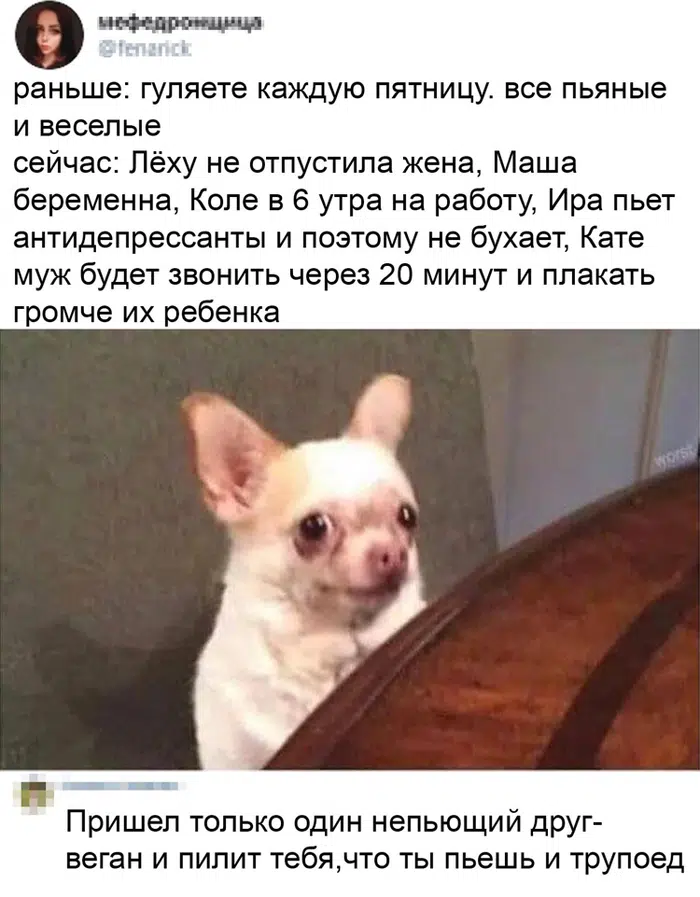 @fenarick
раньше: гуляете каждую пятницу. все пьяные
и веселые
сейчас: Лёху не отпустила жена, Маша
беременна, Коле в 6 утра на работу, Ира пьет
антидепрессанты и поэтому не бухает, Кате
муж будет звонить через 20 минут и плакать
громче их ребенка
worst
Пришел только один непьющий друг-
веган и пилит тебя,что ты пьешь и трупоед